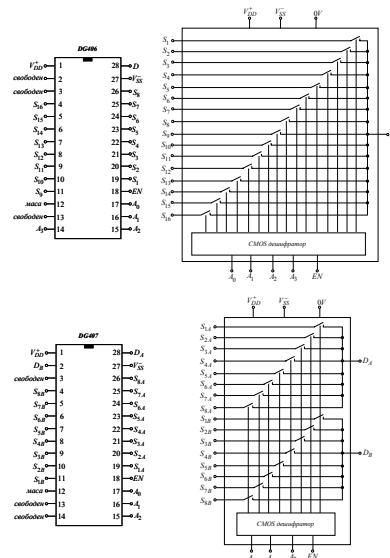 DG406
V⁺DD 1 28 D
свободен 2 27 V⁻SS
свободен 3 26 S8
S16 4 25 S7
S15 5 24 S6
S14 6 23 S5
S13 7 22 S4
S12 8 21 S3
S11 9 20 S2
S10 10 19 S1
S9 11 18 EN
маса 12 17 A0
свободен 13 16 A1
A3 14 15 A2
V⁺DD V⁻SS 0V
S1
S2
S3
S4
S5
S6
S7
S8
S9
S10
S11
S12
S13
S14
S15
S16
CMOS дешифратор
A0 A1 A2 A3 EN
DG407
V⁺DD 1 28 DA
DB 2 27 VSS
свободен 3 26 S8A
S8B 4 25 S7A
S7B 5 24 S6A
S6B 6 23 S5A
S5B 7 22 S4A
S4B 8 21 S3A
S3B 9 20 S2A
S2B 10 19 S1A
S1B 11 18 EN
маса 12 17 A0
свободен 13 16 A1
свободен 14 15 A2
V⁺DD V⁻SS 0V
S1A
S2A
S3A
S4A DA
S5A
S6A
S7A
S8A
S1B
S2B
S3B
S4B DB
S5B
S6B
S7B
S8B
CMOS дешифратор
EN